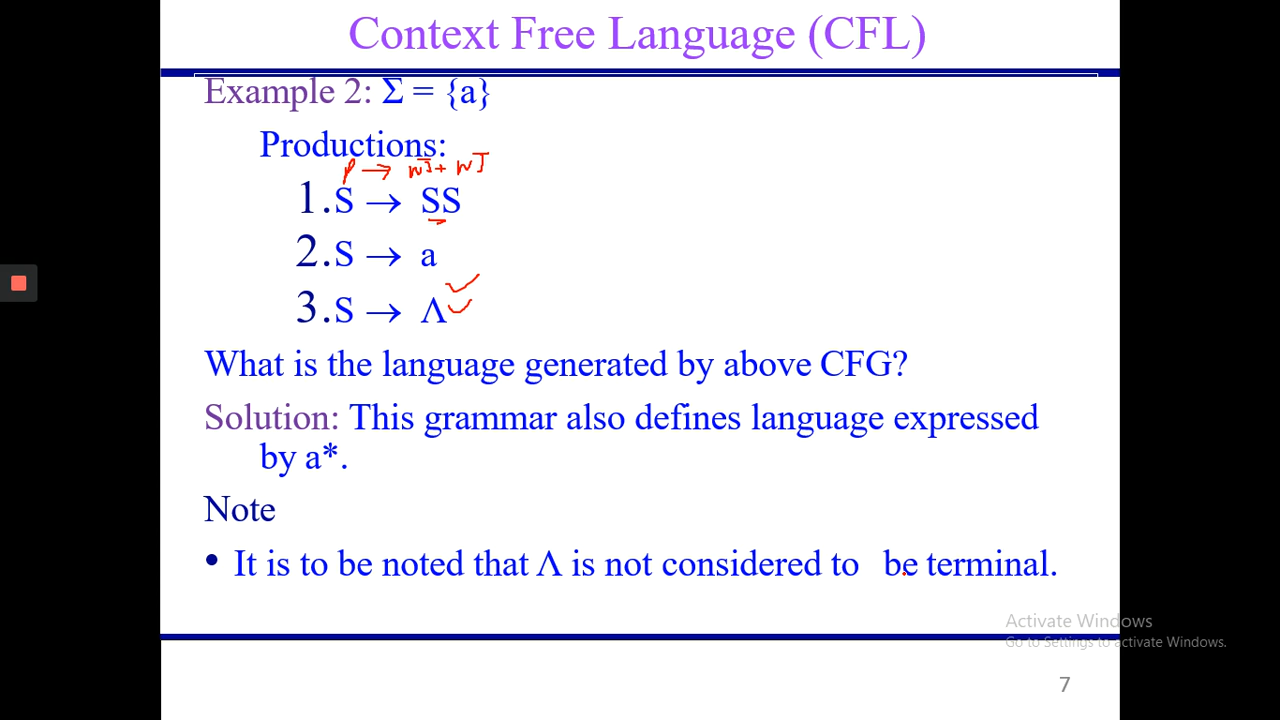 Context Free Language (CFL)
Example 2: Σ = {a}
Productions:
1.S → SS
2.S → a
3.S → Λ
What is the language generated by above CFG?
Solution: This grammar also defines language expressed
by a*.
Note
• It is to be noted that Λ is not considered to be terminal.
Activate Windows
Go to Settings to activate Windows.
7